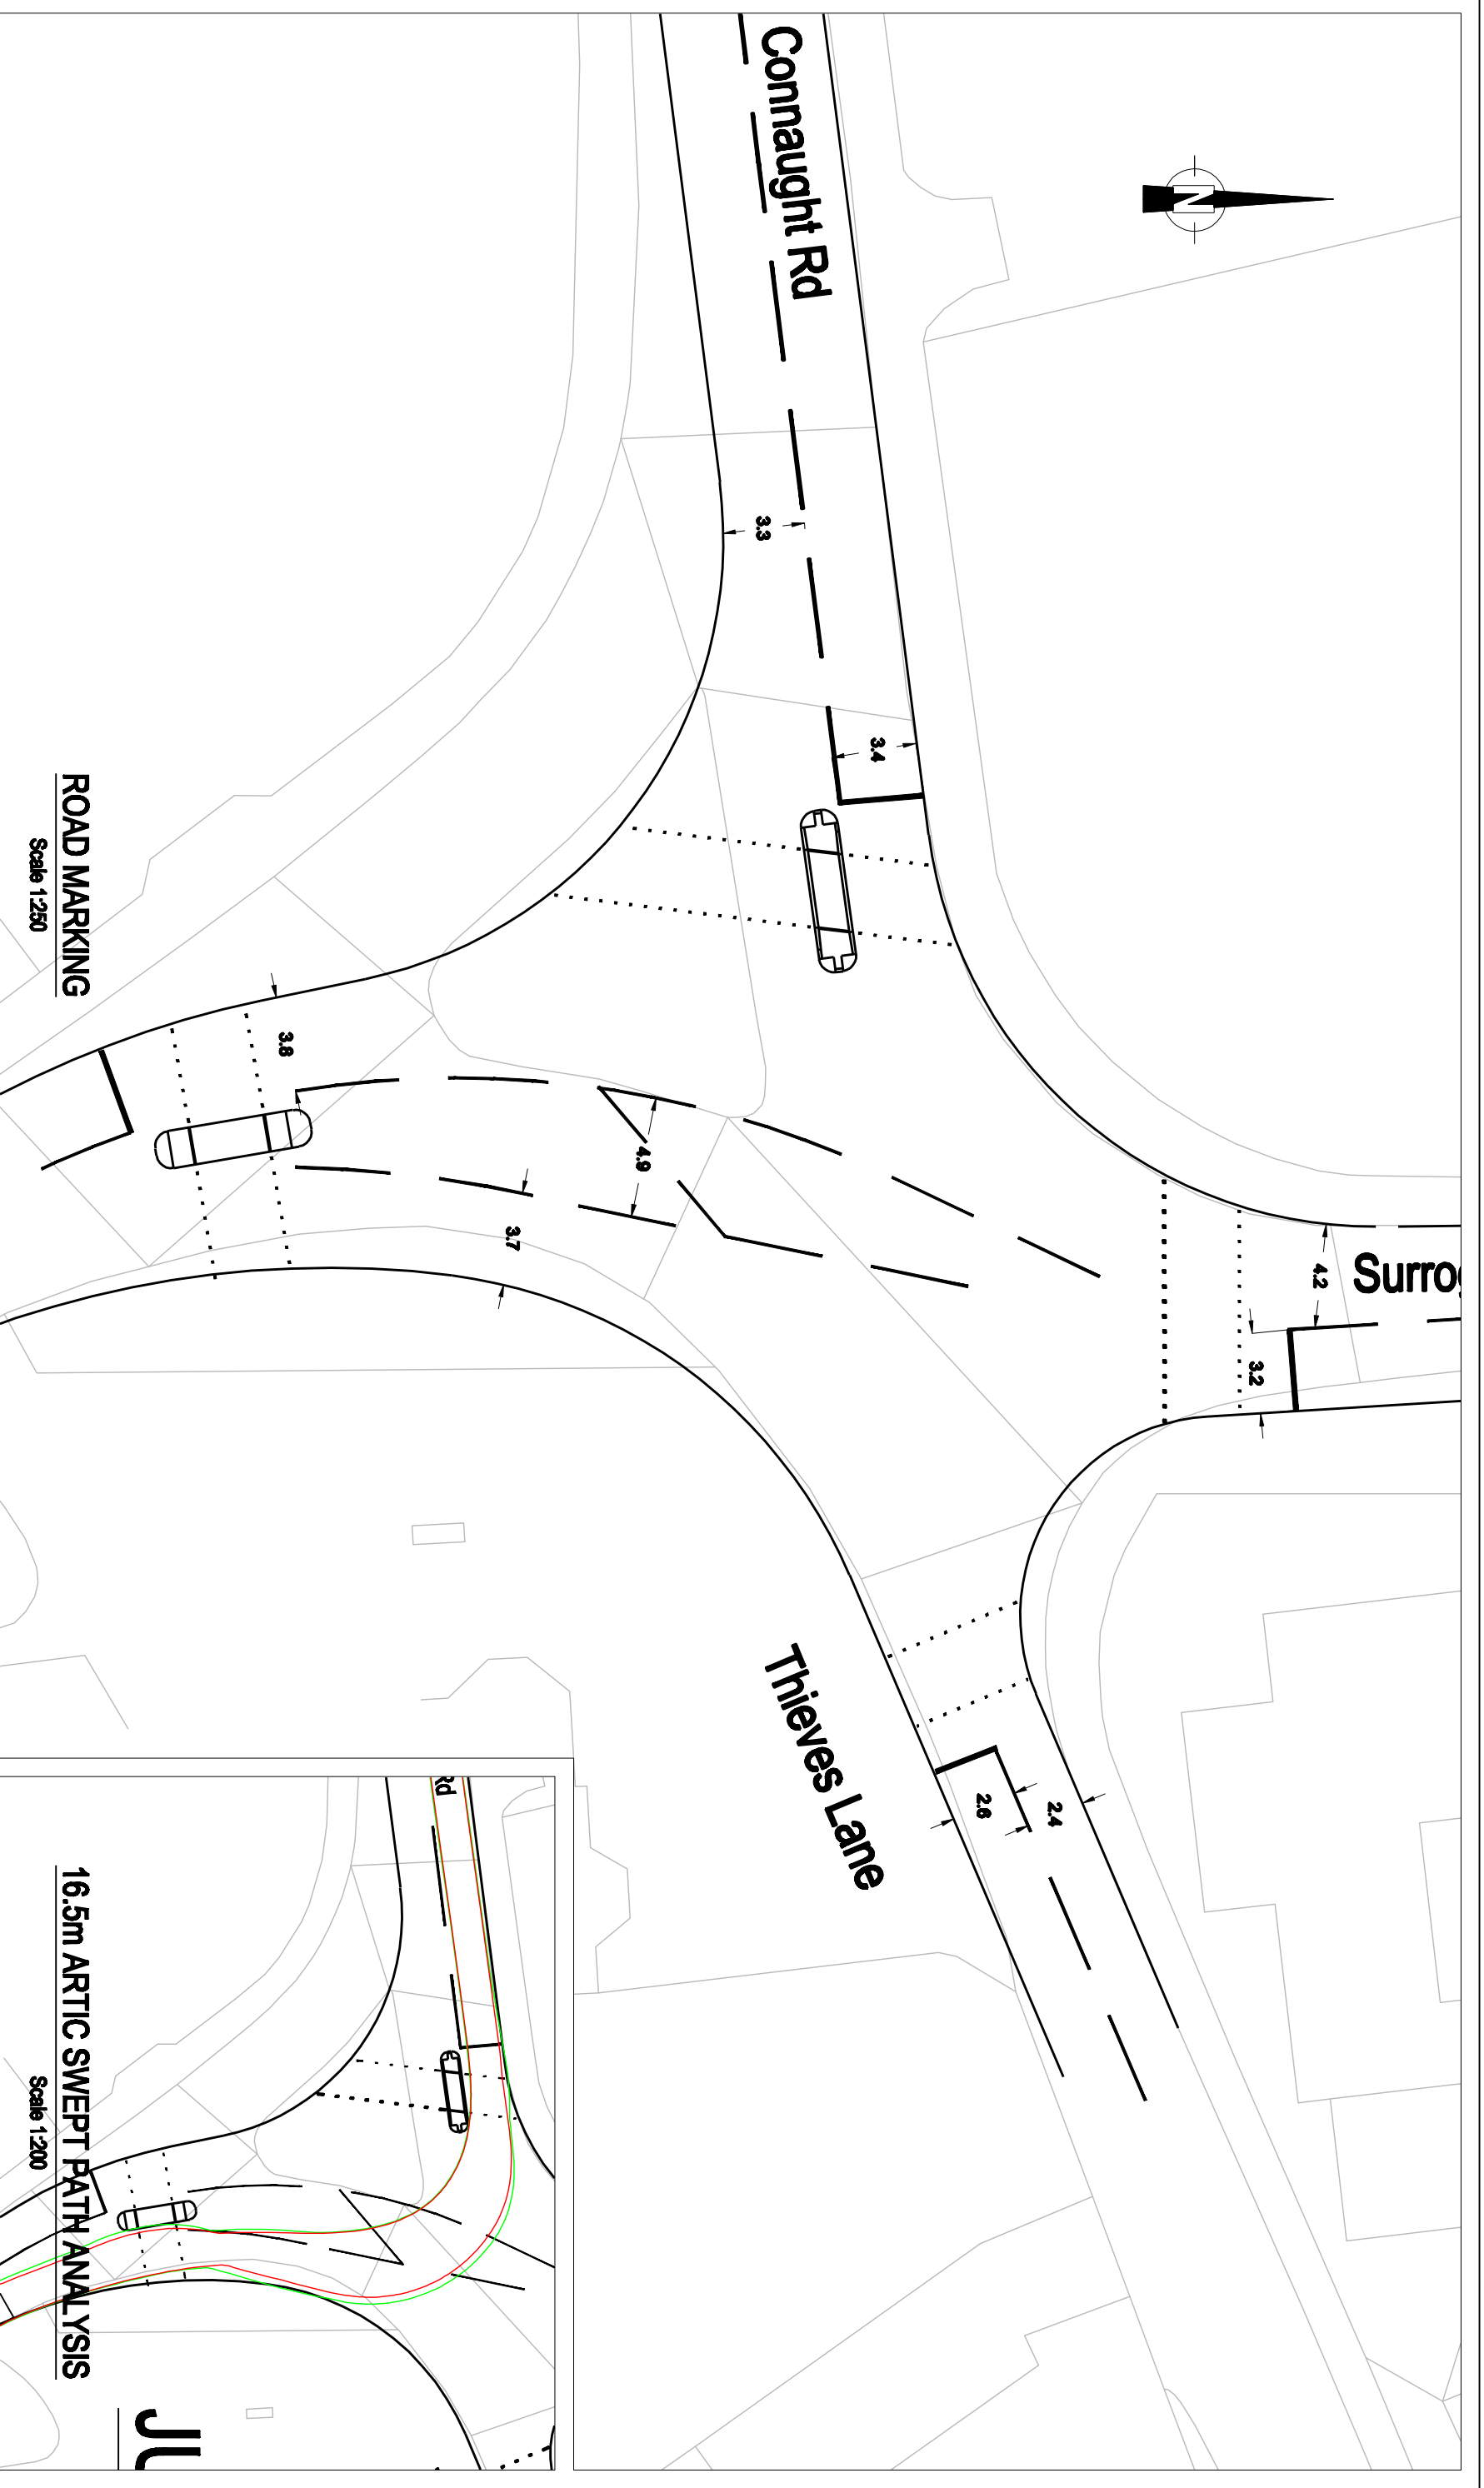 Connaught Rd
N
3.3
3.4
3.8
4.9
3.7
4.2
3.2
Thieves Lane
2.6
2.4
ROAD MARKING
Scale 1:250
Rd
16.5m ARTIC SWEPT PATH ANALYSIS
Scale 1:200